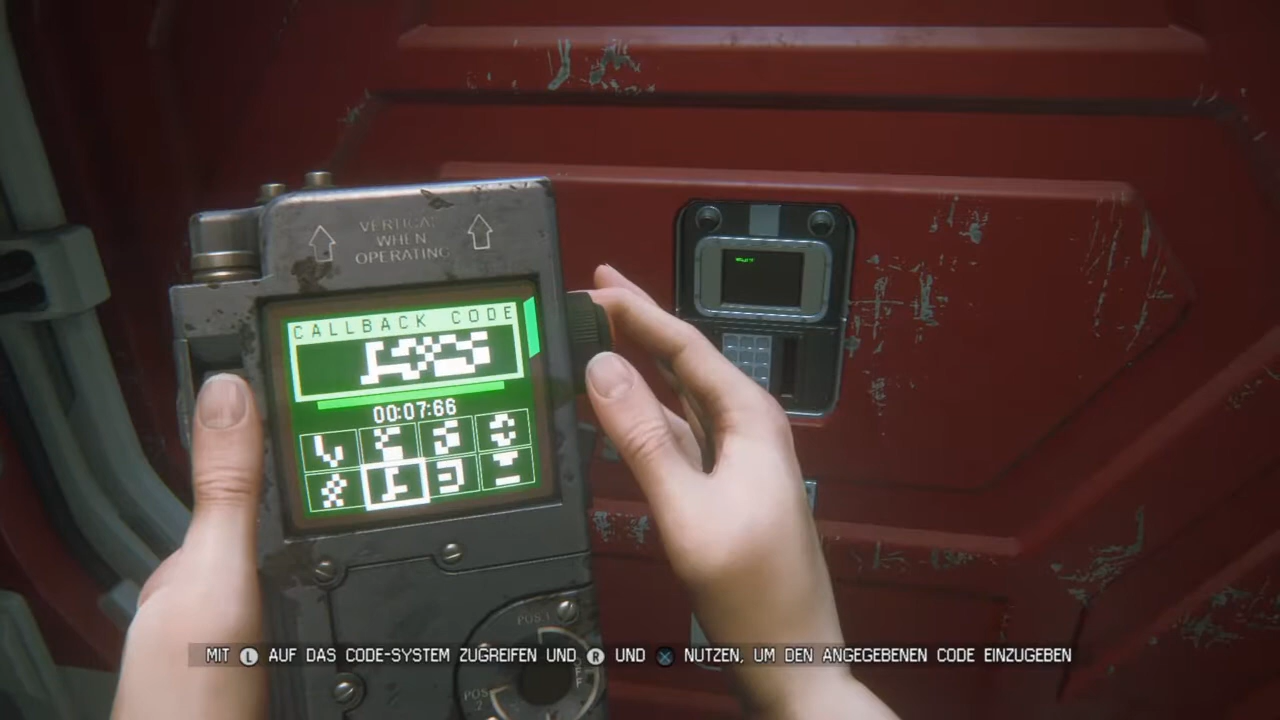 VERTICAL
WHEN
OPERATING
CALLBACK CODE
00:07:66
POS 1
OFF
POS
2
MIT L AUF DAS CODE-SYSTEM ZUGREIFEN UND R UND X NUTZEN, UM DEN ANGEGEBENEN CODE EINZUGEBEN